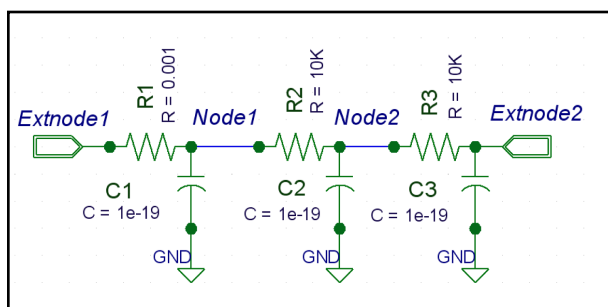 Extnode1
R1
R = 0.001
Node1
R2
R = 10K
Node2
R3
R = 10K
Extnode2
C1
C = 1e-19
C2
C = 1e-19
C3
C = 1e-19
GND
GND
GND